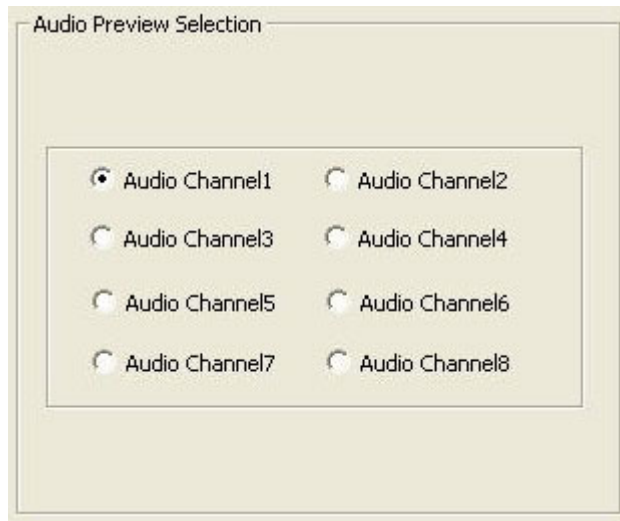 Audio Preview Selection
Audio Channel1 Audio Channel2
Audio Channel3 Audio Channel4
Audio Channel5 Audio Channel6
Audio Channel7 Audio Channel8